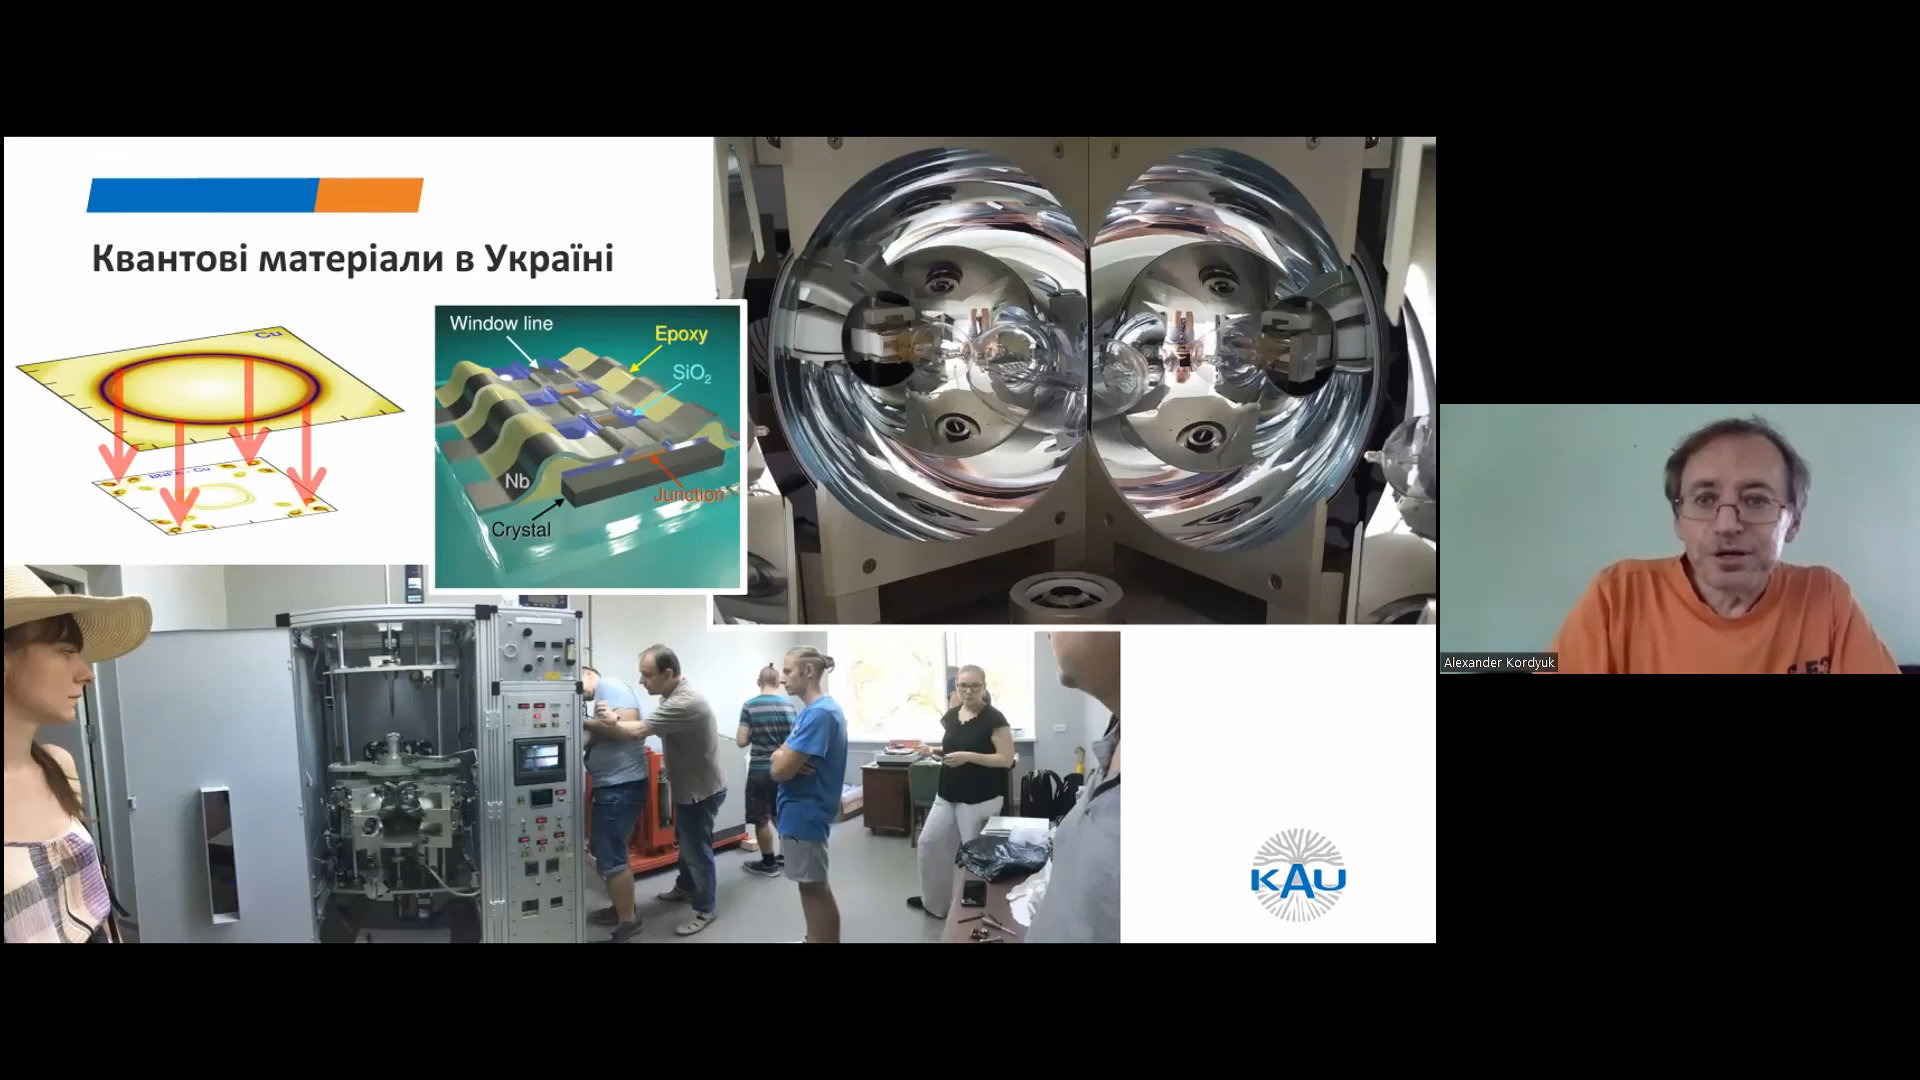 Квантові матеріали в Україні
Cu
Window line
Epoxy
SiO₂
Nb
Junction
Crystal
KAU
Alexander Kordyuk